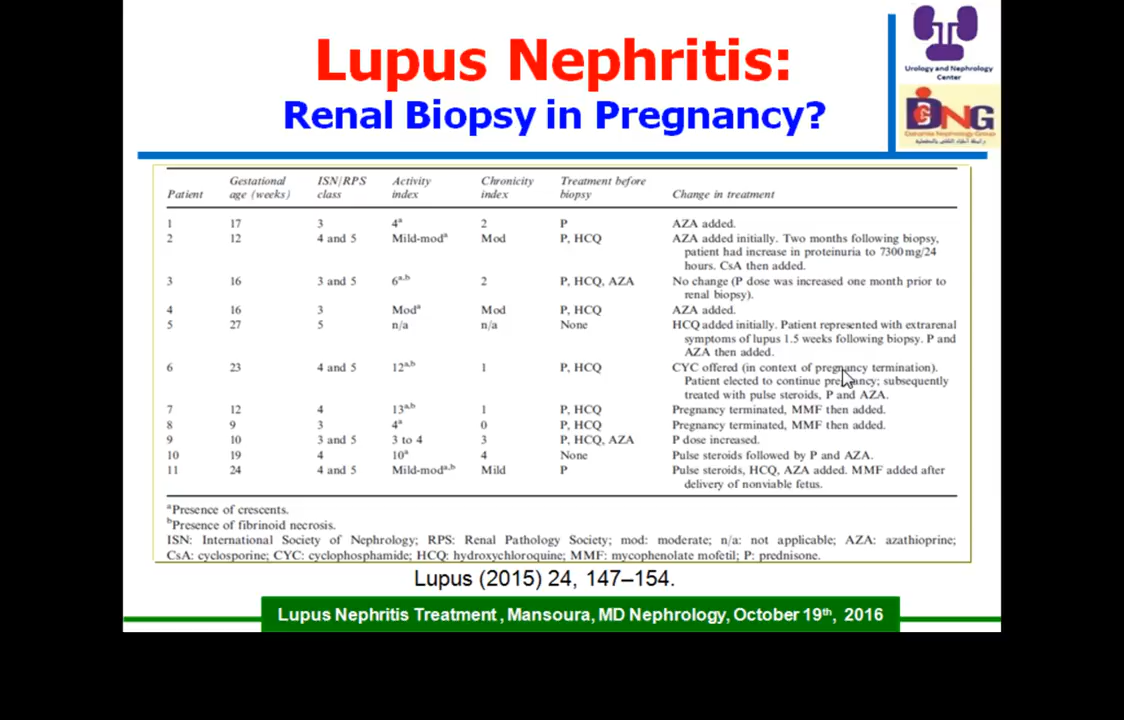 Lupus Nephritis:
Renal Biopsy in Pregnancy?
Urology and Nephrology
Center
DNG
Patient Gestational age (weeks) ISN/RPS class Activity index Chronicity index Treatment before biopsy Change in treatment
1 17 3 4ᵃ 2 P AZA added.
2 12 4 and 5 Mild-modᵃ Mod P, HCQ AZA added initially. Two months following biopsy,
patient had increase in proteinuria to 7300 mg/24
hours. CsA then added.
3 16 3 and 5 6ᵃ,ᵇ 2 P, HCQ, AZA No change (P dose was increased one month prior to
renal biopsy).
4 16 3 Modᵃ Mod P, HCQ AZA added.
5 27 5 n/a n/a None HCQ added initially. Patient represented with extrarenal
symptoms of lupus 1.5 weeks following biopsy. P and
AZA then added.
6 23 4 and 5 12ᵃ,ᵇ 1 P, HCQ CYC offered (in context of pregnancy termination).
Patient elected to continue pregnancy; subsequently
treated with pulse steroids, P and AZA.
7 12 4 13ᵃ,ᵇ 1 P, HCQ Pregnancy terminated, MMF then added.
8 9 3 4ᵃ 0 P, HCQ Pregnancy terminated, MMF then added.
9 10 3 and 5 3 to 4 3 P, HCQ, AZA P dose increased.
10 19 4 10ᵃ 4 None Pulse steroids followed by P and AZA.
11 24 4 and 5 Mild-modᵃ,ᵇ Mild P Pulse steroids, HCQ, AZA added. MMF added after
delivery of nonviable fetus.
ᵃPresence of crescents.
ᵇPresence of fibrinoid necrosis.
ISN: International Society of Nephrology; RPS: Renal Pathology Society; mod: moderate; n/a: not applicable; AZA: azathioprine;
CsA: cyclosporine; CYC: cyclophosphamide; HCQ: hydroxychloroquine; MMF: mycophenolate mofetil; P: prednisone.
Lupus (2015) 24, 147–154.
Lupus Nephritis Treatment , Mansoura, MD Nephrology, October 19th, 2016